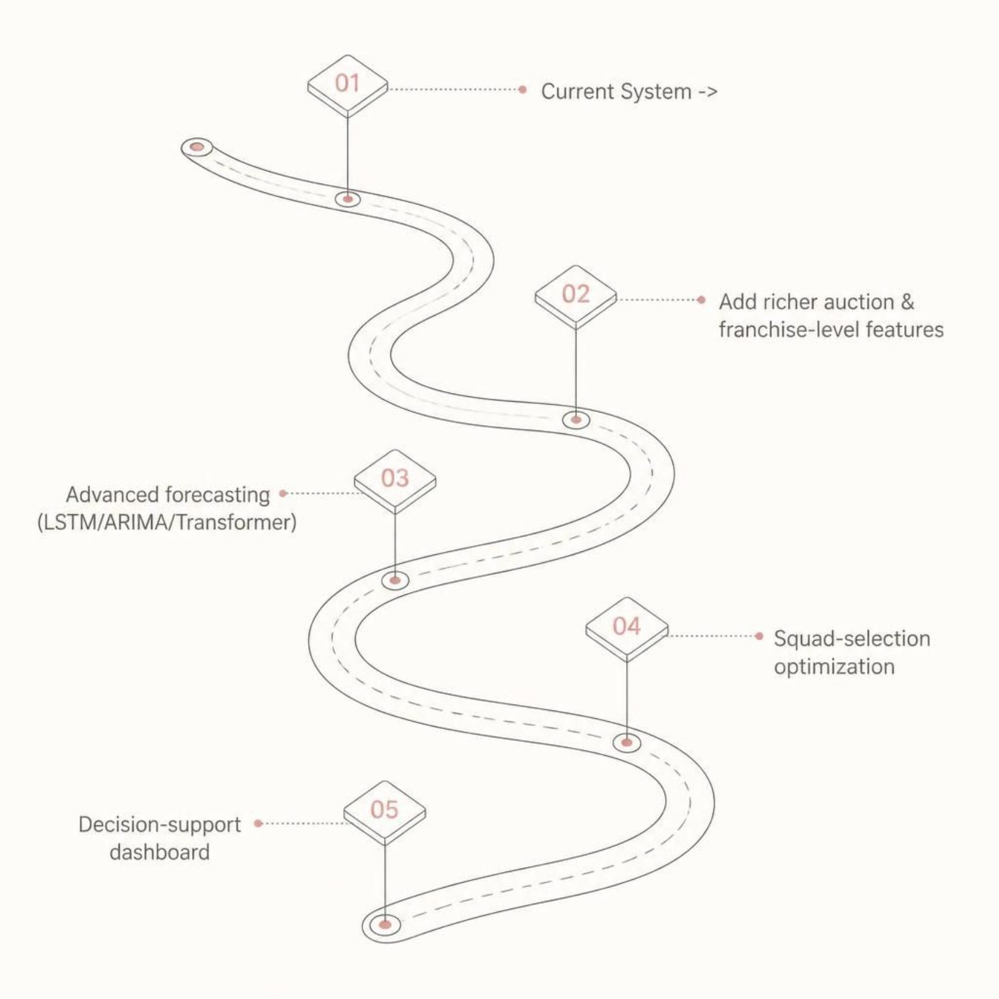 01
Current System ->
02
Add richer auction &
franchise-level features
03
Advanced forecasting
(LSTM/ARIMA/Transformer)
04
Squad-selection
optimization
05
Decision-support
dashboard